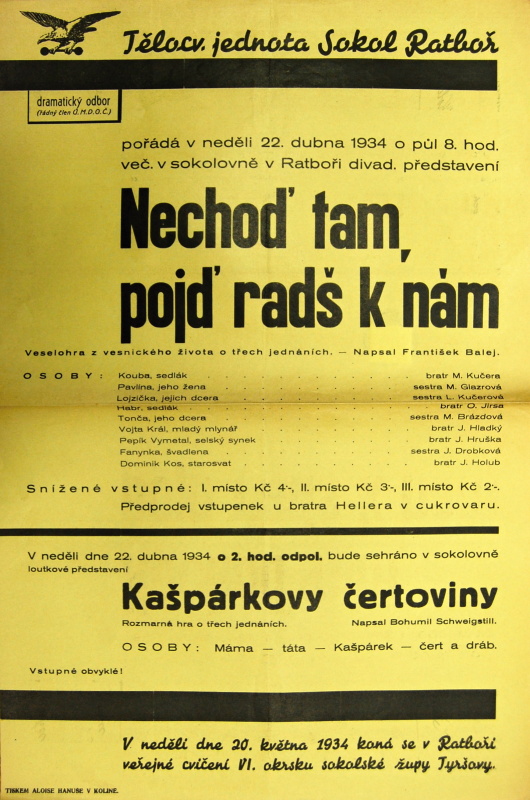 Tělocv. jednota Sokol Ratboř
dramatický odbor
(řádný člen Ú.M.D.O.Č.)
pořádá v neděli 22. dubna 1934 o půl 8. hod.
več. v sokolovně v Ratboři divad. představení
Nechoď tam,
pojď radš k nám
Veselohra z vesnického života o třech jednáních. — Napsal František Balej.
OSOBY: Kouba, sedlák . . . . . . . . . . bratr M. Kučera
Pavlína, jeho žena . . . . . . . . . . sestra M. Glazrová
Lojzička, jejich dcera . . . . . . . . . . sestra L. Kučerová
Habr, sedlák . . . . . . . . . . bratr O. Jirsa
Tonča, jeho dcera . . . . . . . . . . sestra M. Brázdová
Vojta Král, mladý mlynář . . . . . . . . . . bratr J. Hladký
Pepík Vymetal, selský synek . . . . . . . . . . bratr J. Hruška
Fanynka, švadlena . . . . . . . . . . sestra J. Drobková
Dominik Kos, starosvat . . . . . . . . . . bratr J. Holub
Snížené vstupné: I. místo Kč 4·-, II. místo Kč 3·-, III. místo Kč 2·-.
Předprodej vstupenek u bratra Hellera v cukrovaru.
V neděli dne 22. dubna 1934 o 2. hod. odpol. bude sehráno v sokolovně
loutkové představení
Kašpárkovy čertoviny
Rozmarná hra o třech jednáních. Napsal Bohumil Schweigstill.
OSOBY: Máma — táta — Kašpárek — čert a dráb.
Vstupné obvyklé!
V neděli dne 20. května 1934 koná se v Ratboři
veřejné cvičení VI. okrsku sokolské župy Tyršovy.
TISKEM ALOISE HANUŠE V KOLÍNĚ.